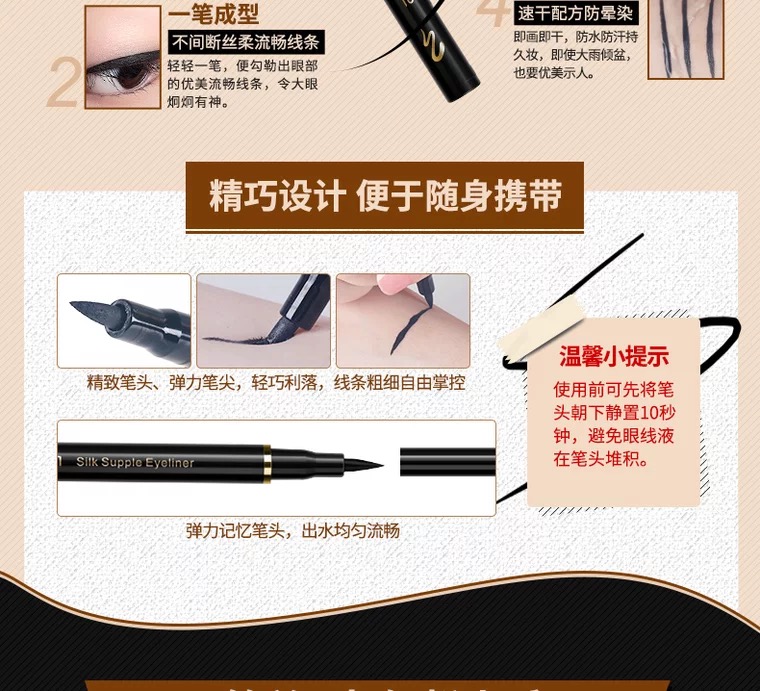 一笔成型
不间断丝柔流畅线条
2
轻轻一笔，便勾勒出眼部
的优美流畅线条，令大眼
炯炯有神。
4
速干配方防晕染
即画即干，防水防汗持
久妆，即使大雨倾盆，
也要优美示人。
精巧设计 便于随身携带
精致笔头、弹力笔尖，轻巧利落，线条粗细自由掌控
温馨小提示
使用前可先将笔
头朝下静置10秒
钟，避免眼线液
在笔头堆积。
Silk Supple Eyeliner
弹力记忆笔头，出水均匀流畅